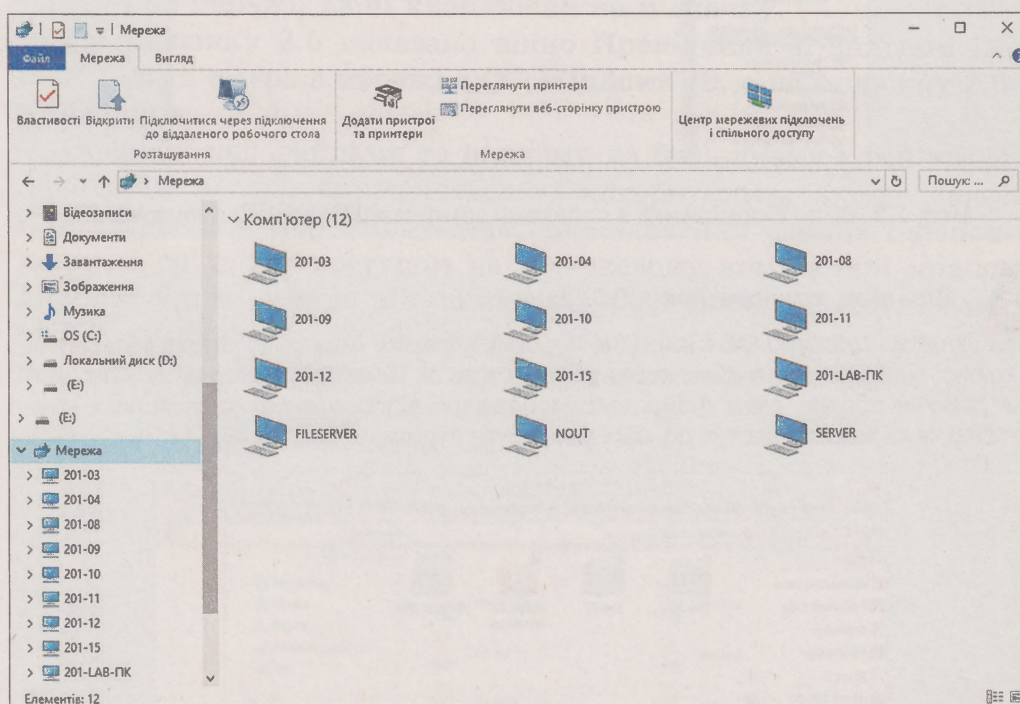 Мережа
Файл Мережа Вигляд
Властивості Відкрити Підключитися через підключення до віддаленого робочого стола
Додати пристрої та принтери
Переглянути принтери
Переглянути веб-сторінку пристрою
Центр мережевих підключень і спільного доступу
Розташування
Мережа
Мережа
Пошук: ...
Відеозаписи
Документи
Завантаження
Зображення
Музика
OS (C:)
Локальний диск (D:)
(E:)
(E:)
Мережа
201-03
201-04
201-08
201-09
201-10
201-11
201-12
201-15
201-LAB-ПК
Комп'ютер (12)
201-03 201-04 201-08
201-09 201-10 201-11
201-12 201-15 201-LAB-ПК
FILESERVER NOUT SERVER
Елементів: 12